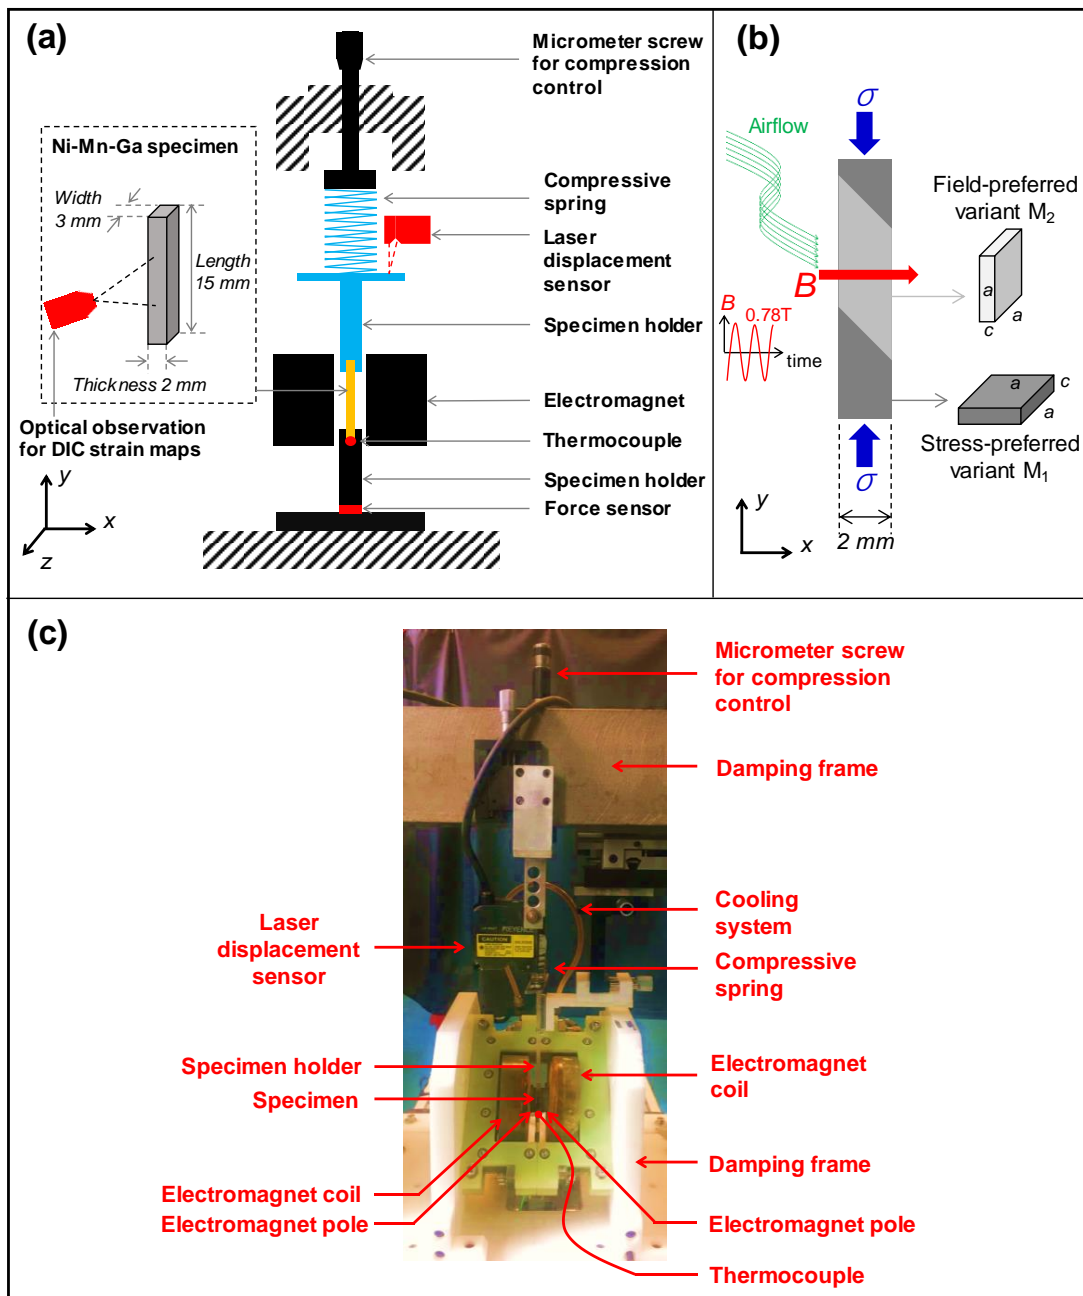 (a)
Micrometer screw
for compression
control
Ni-Mn-Ga specimen
Width
3 mm
Length
15 mm
Thickness 2 mm
Optical observation
for DIC strain maps
y
x
z
Compressive
spring
Laser
displacement
sensor
Specimen holder
Electromagnet
Thermocouple
Specimen holder
Force sensor
(b)
σ
Airflow
Field-preferred
variant M2
B
a
a
c
B
0.78T
time
a
c
a
Stress-preferred
variant M1
σ
y
x
2 mm
(c)
Micrometer screw
for compression
control
Damping frame
Cooling
system
Laser
displacement
sensor
CAUTION
Compressive
spring
Specimen holder
Specimen
Electromagnet
coil
Damping frame
Electromagnet coil
Electromagnet pole
Electromagnet pole
Thermocouple